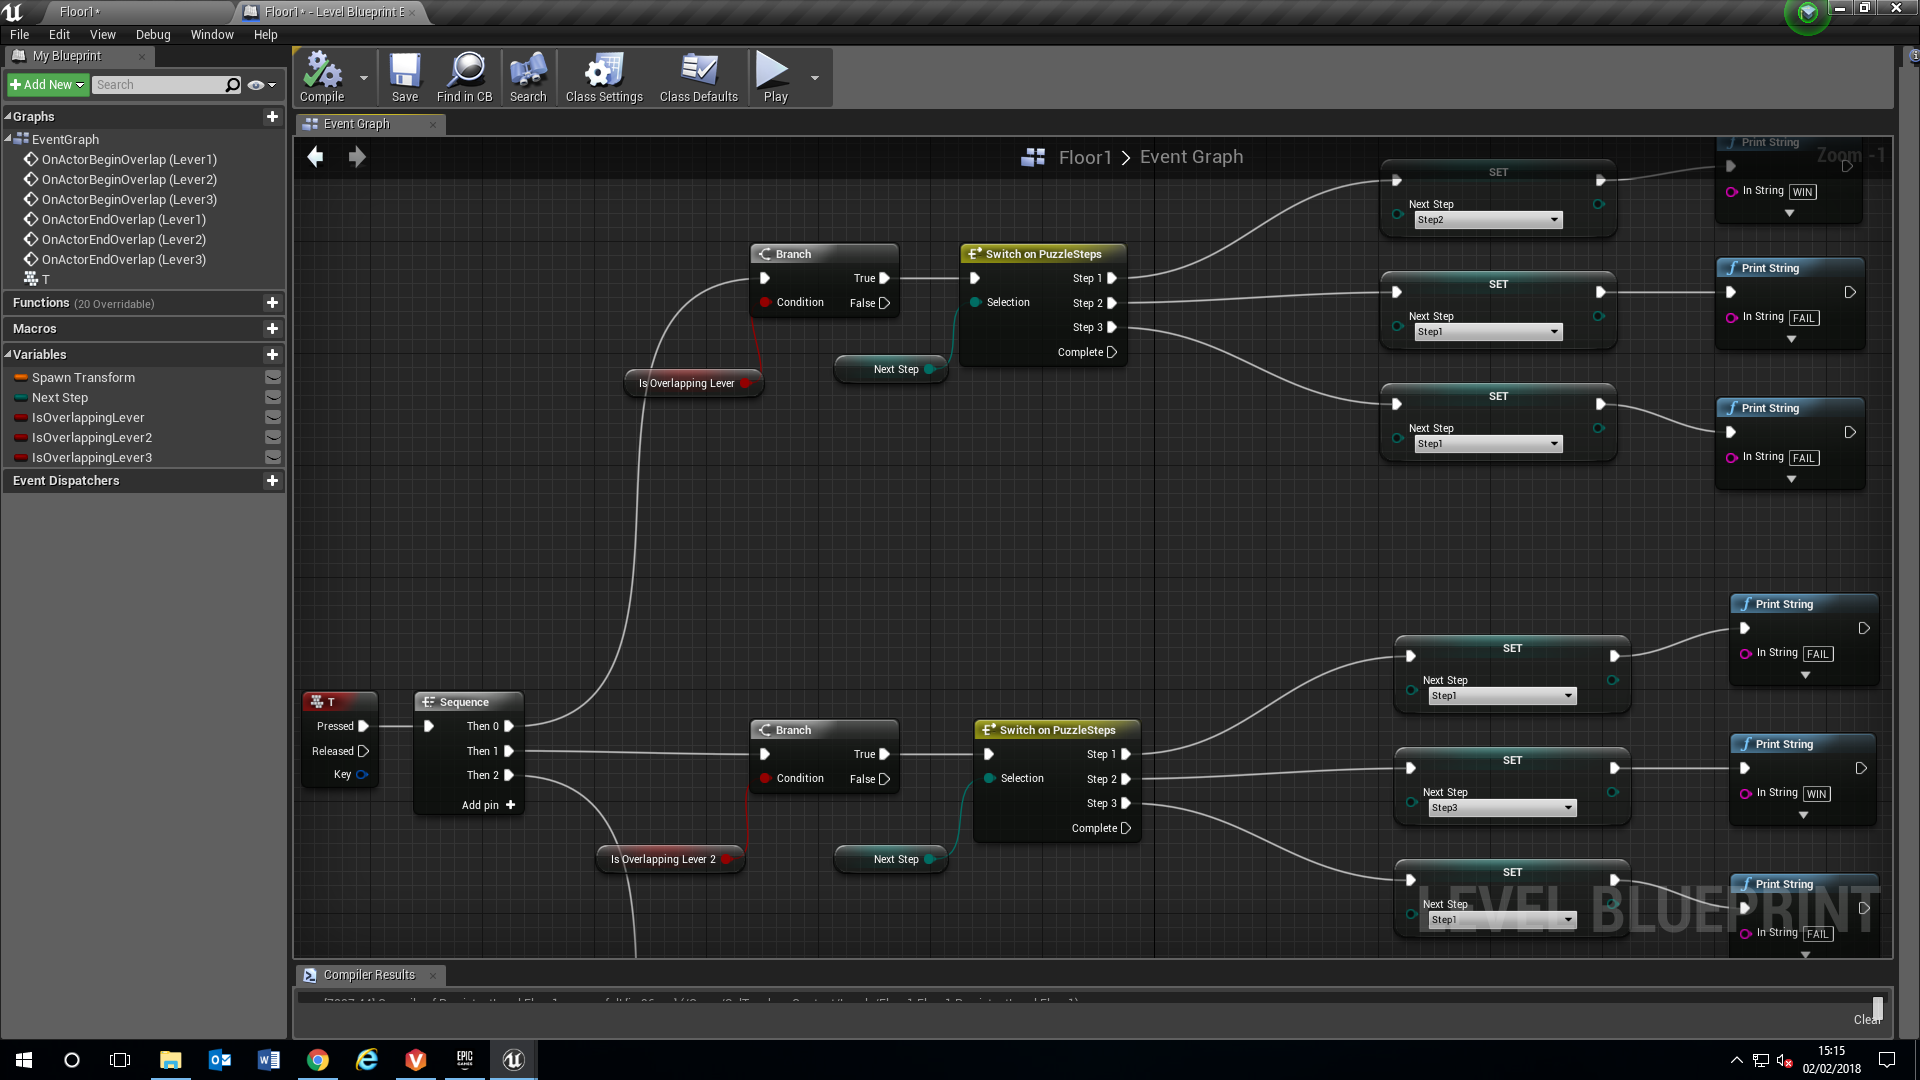 Floor1*
Floor1* - Level Blueprint E
File Edit View Debug Window Help
My Blueprint
Add New
Search
Graphs
EventGraph
OnActorBeginOverlap (Lever1)
OnActorBeginOverlap (Lever2)
OnActorBeginOverlap (Lever3)
OnActorEndOverlap (Lever1)
OnActorEndOverlap (Lever2)
OnActorEndOverlap (Lever3)
T
Functions (20 Overridable)
Macros
Variables
Spawn Transform
Next Step
IsOverlappingLever
IsOverlappingLever2
IsOverlappingLever3
Event Dispatchers
Compile
Save
Find in CB
Search
Class Settings
Class Defaults
Play
Event Graph
Floor1 > Event Graph
Zoom -1
SET
Next Step
Step2
Print String
In String WIN
Branch
True
Condition False
Switch on PuzzleSteps
Step 1
Selection Step 2
Step 3
Complete
Is Overlapping Lever
Next Step
SET
Next Step
Step1
Print String
In String FAIL
SET
Next Step
Step1
Print String
In String FAIL
T
Pressed
Released
Key
Sequence
Then 0
Then 1
Then 2
Add pin
Branch
True
Condition False
Switch on PuzzleSteps
Step 1
Selection Step 2
Step 3
Complete
Is Overlapping Lever 2
Next Step
SET
Next Step
Step1
Print String
In String FAIL
SET
Next Step
Step3
Print String
In String WIN
SET
Next Step
Step1
Print String
In String FAIL
LEVEL BLUEPRINT
Compiler Results
Clear
EPIC GAMES
15:15
02/02/2018